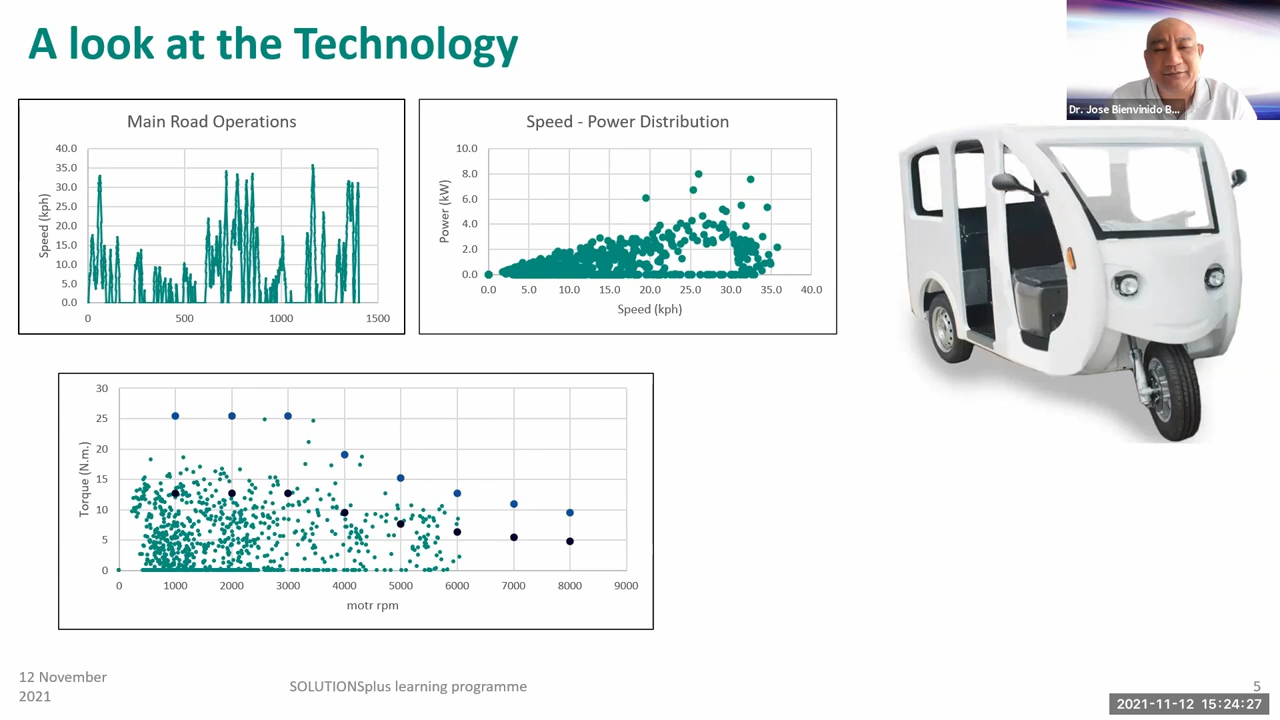 A look at the Technology
Dr. Jose Bienvinido B...
Main Road Operations
Speed (kph)
40.0
35.0
30.0
25.0
20.0
15.0
10.0
5.0
0.0
0 500 1000 1500
Speed - Power Distribution
Power (kW)
10.0
8.0
6.0
4.0
2.0
0.0
0.0 5.0 10.0 15.0 20.0 25.0 30.0 35.0 40.0
Speed (kph)
Torque (N.m.)
30
25
20
15
10
5
0
0 1000 2000 3000 4000 5000 6000 7000 8000 9000
motr rpm
12 November
2021
SOLUTIONSplus learning programme
5
2021-11-12 15:24:27